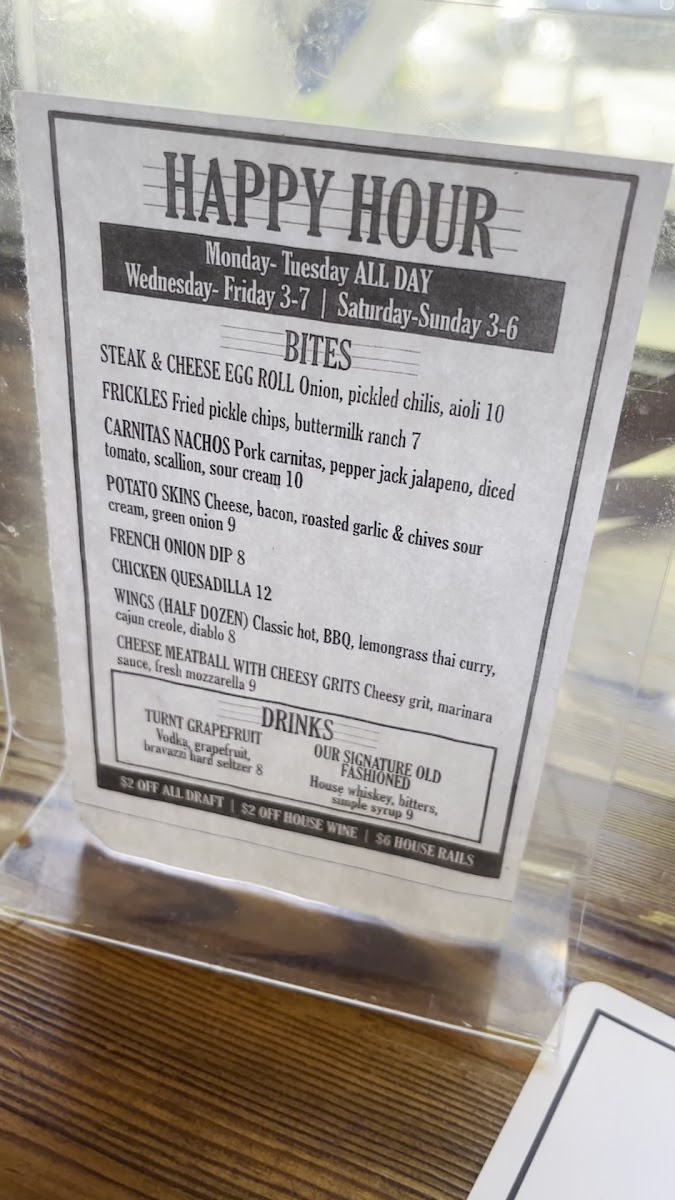 HAPPY HOUR
Monday- Tuesday ALL DAY
Wednesday- Friday 3-7 | Saturday-Sunday 3-6
BITES
STEAK & CHEESE EGG ROLL Onion, pickled chilis, aioli 10
FRICKLES Fried pickle chips, buttermilk ranch 7
CARNITAS NACHOS Pork carnitas, pepper jack jalapeno, diced
tomato, scallion, sour cream 10
POTATO SKINS Cheese, bacon, roasted garlic & chives sour
cream, green onion 9
FRENCH ONION DIP 8
CHICKEN QUESADILLA 12
WINGS (HALF DOZEN) Classic hot, BBQ, lemongrass thai curry,
cajun creole, diablo 8
CHEESE MEATBALL WITH CHEESY GRITS Cheesy grit, marinara
sauce, fresh mozzarella 9
DRINKS
TURNT GRAPEFRUIT
Vodka, grapefruit,
bravazzi hard seltzer 8
OUR SIGNATURE OLD
FASHIONED
House whiskey, bitters,
simple syrup 9
$2 OFF ALL DRAFT | $2 OFF HOUSE WINE | $6 HOUSE RAILS